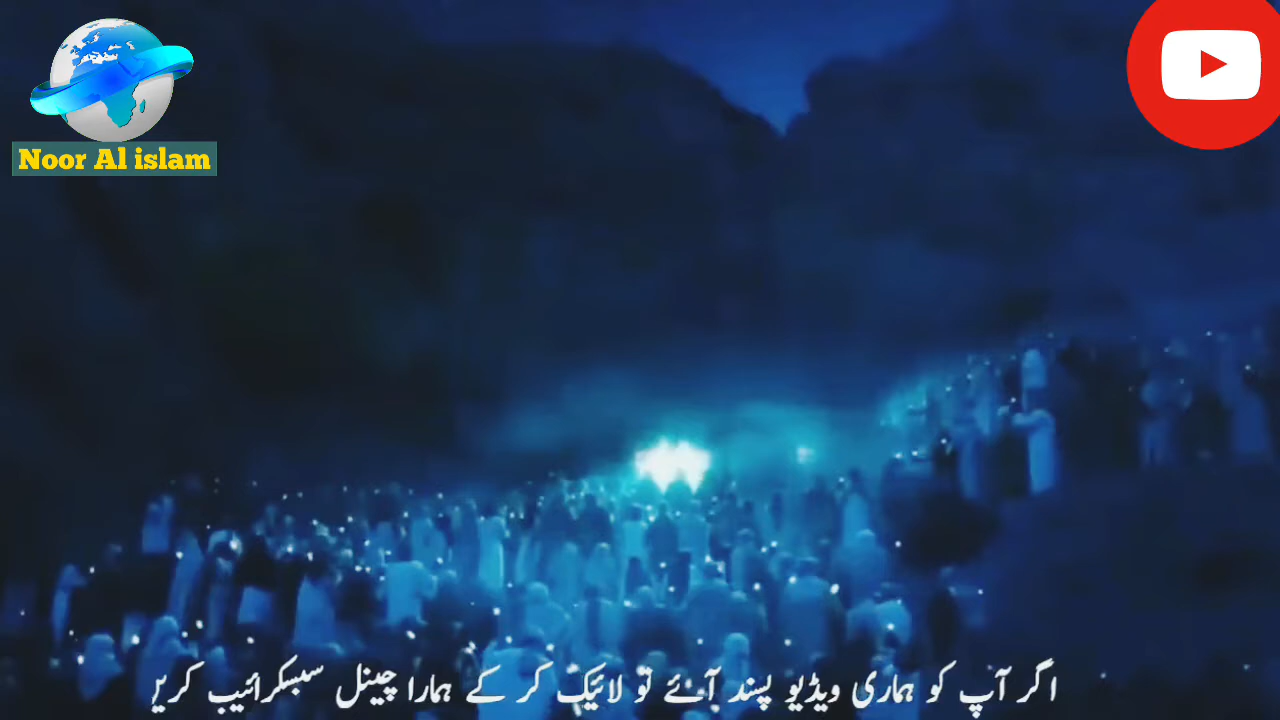 Noor Al islam
اگر آپ کو ہماری ویڈیو پسند آئے تو لائیک کر کے ہمارا چینل سبسکرائیب کریں